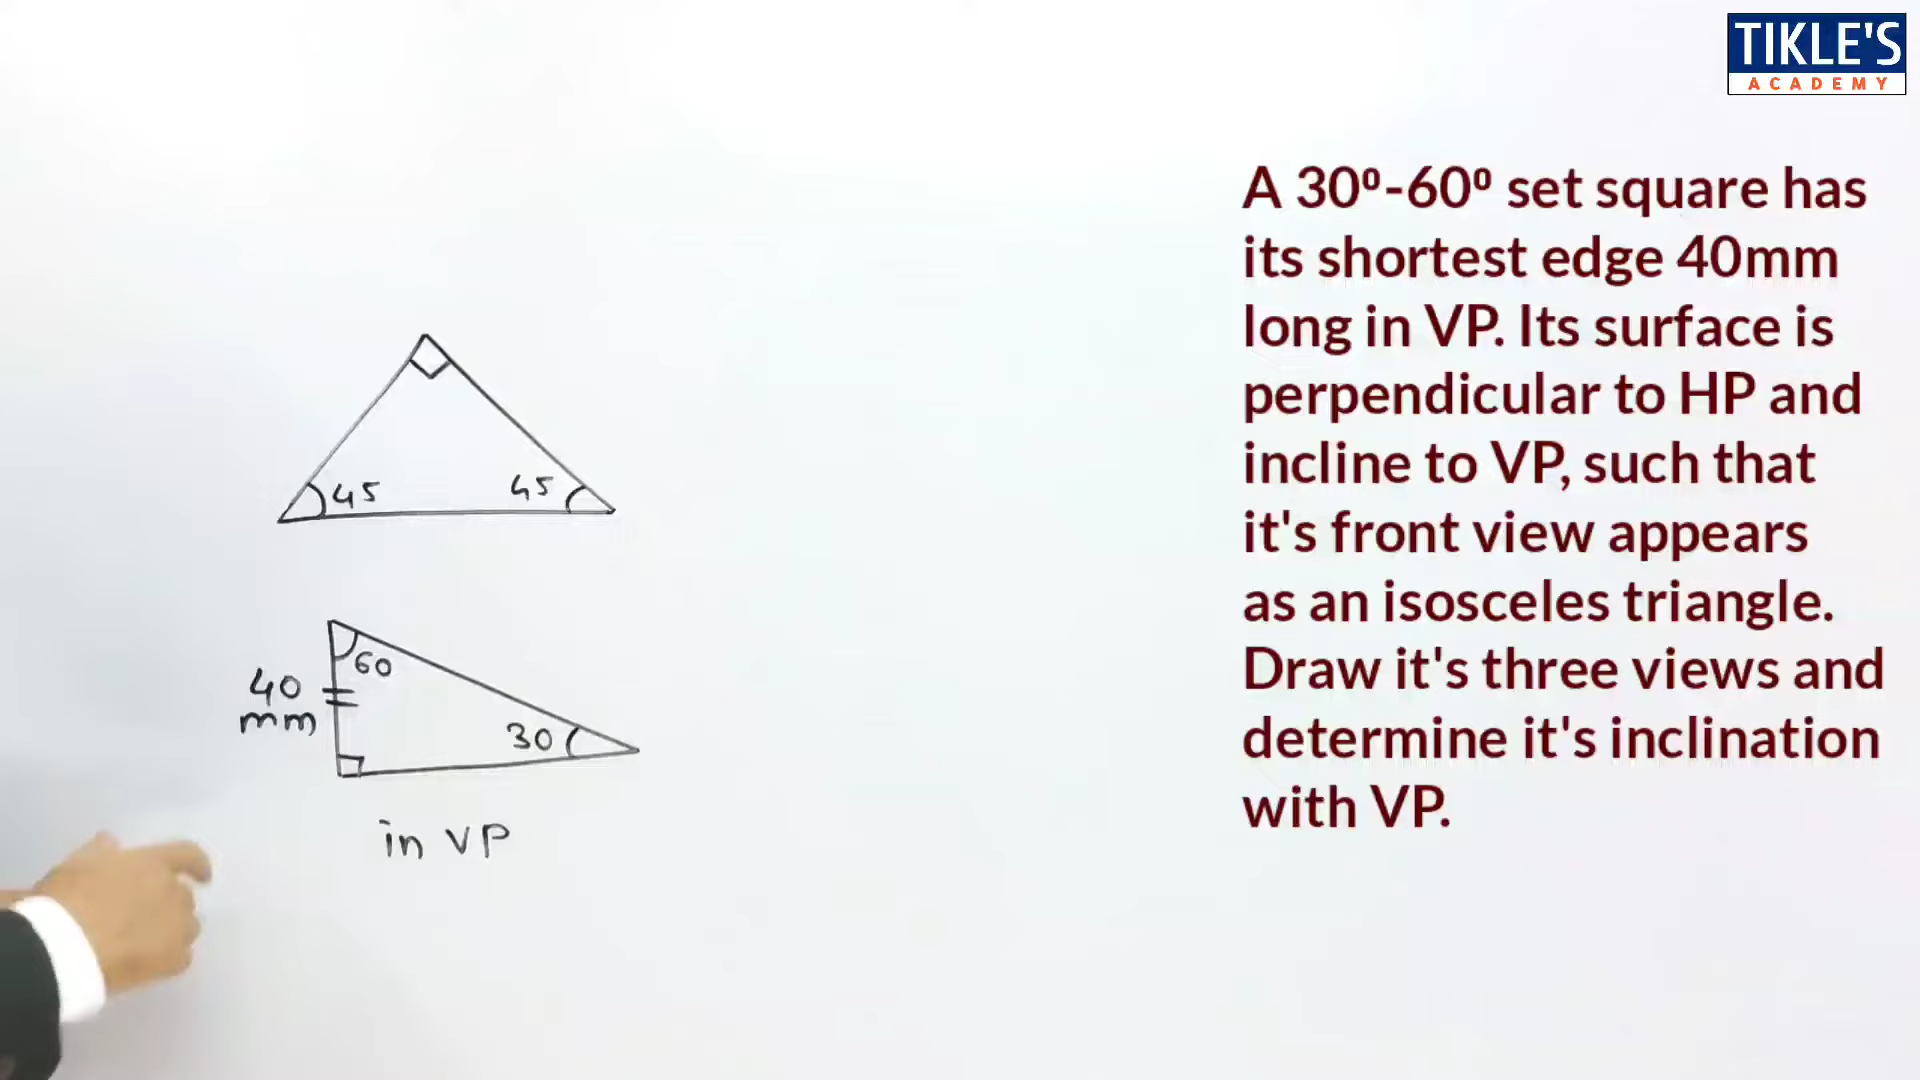 TIKLE'S
ACADEMY
A 30⁰-60⁰ set square has
its shortest edge 40mm
long in VP. Its surface is
perpendicular to HP and
incline to VP, such that
it's front view appears
as an isosceles triangle.
Draw it's three views and
determine it's inclination
with VP.
45 45
60
40
mm
30
in VP